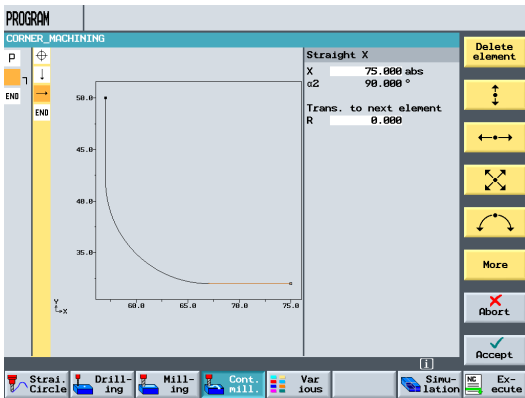 PROGRAM
CORNER_MACHINING
P
END
END
Straight X
X 75.000 abs
α2 90.000 °
Trans. to next element
R 0.000
50.0
45.0
40.0
35.0
60.0 65.0 70.0 75.0
Y
X
Delete
element
More
Abort
Accept
i
Strai.
Circle
Drill-
ing
Mill-
ing
Cont.
mill.
Var
ious
Simu-
lation
NC
Ex-
ecute